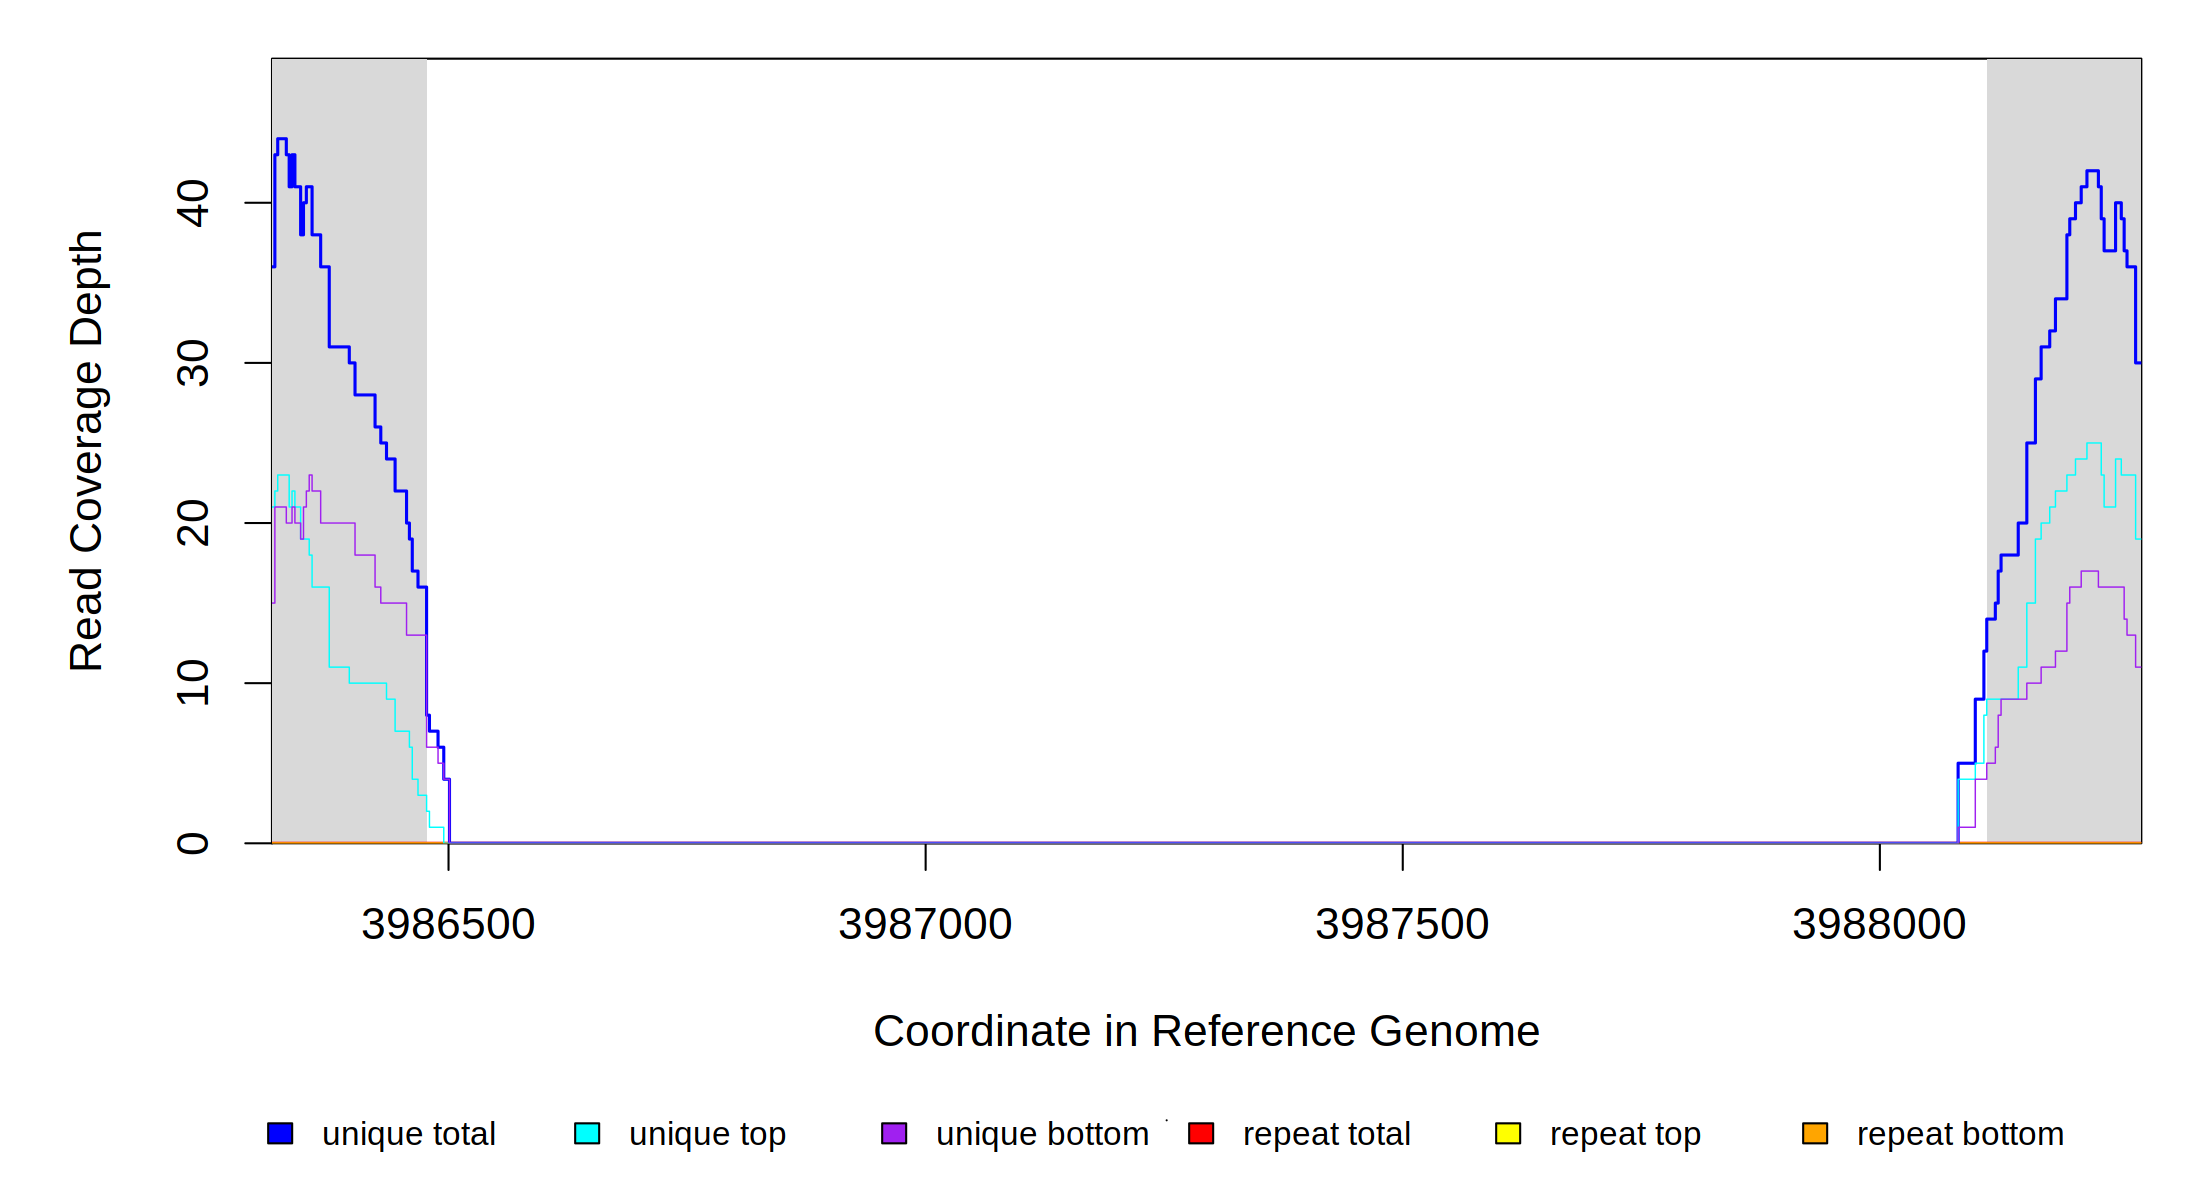 40
30
20
10
0
Read Coverage Depth
3986500 3987000 3987500 3988000
Coordinate in Reference Genome
unique total unique top unique bottom repeat total repeat top repeat bottom